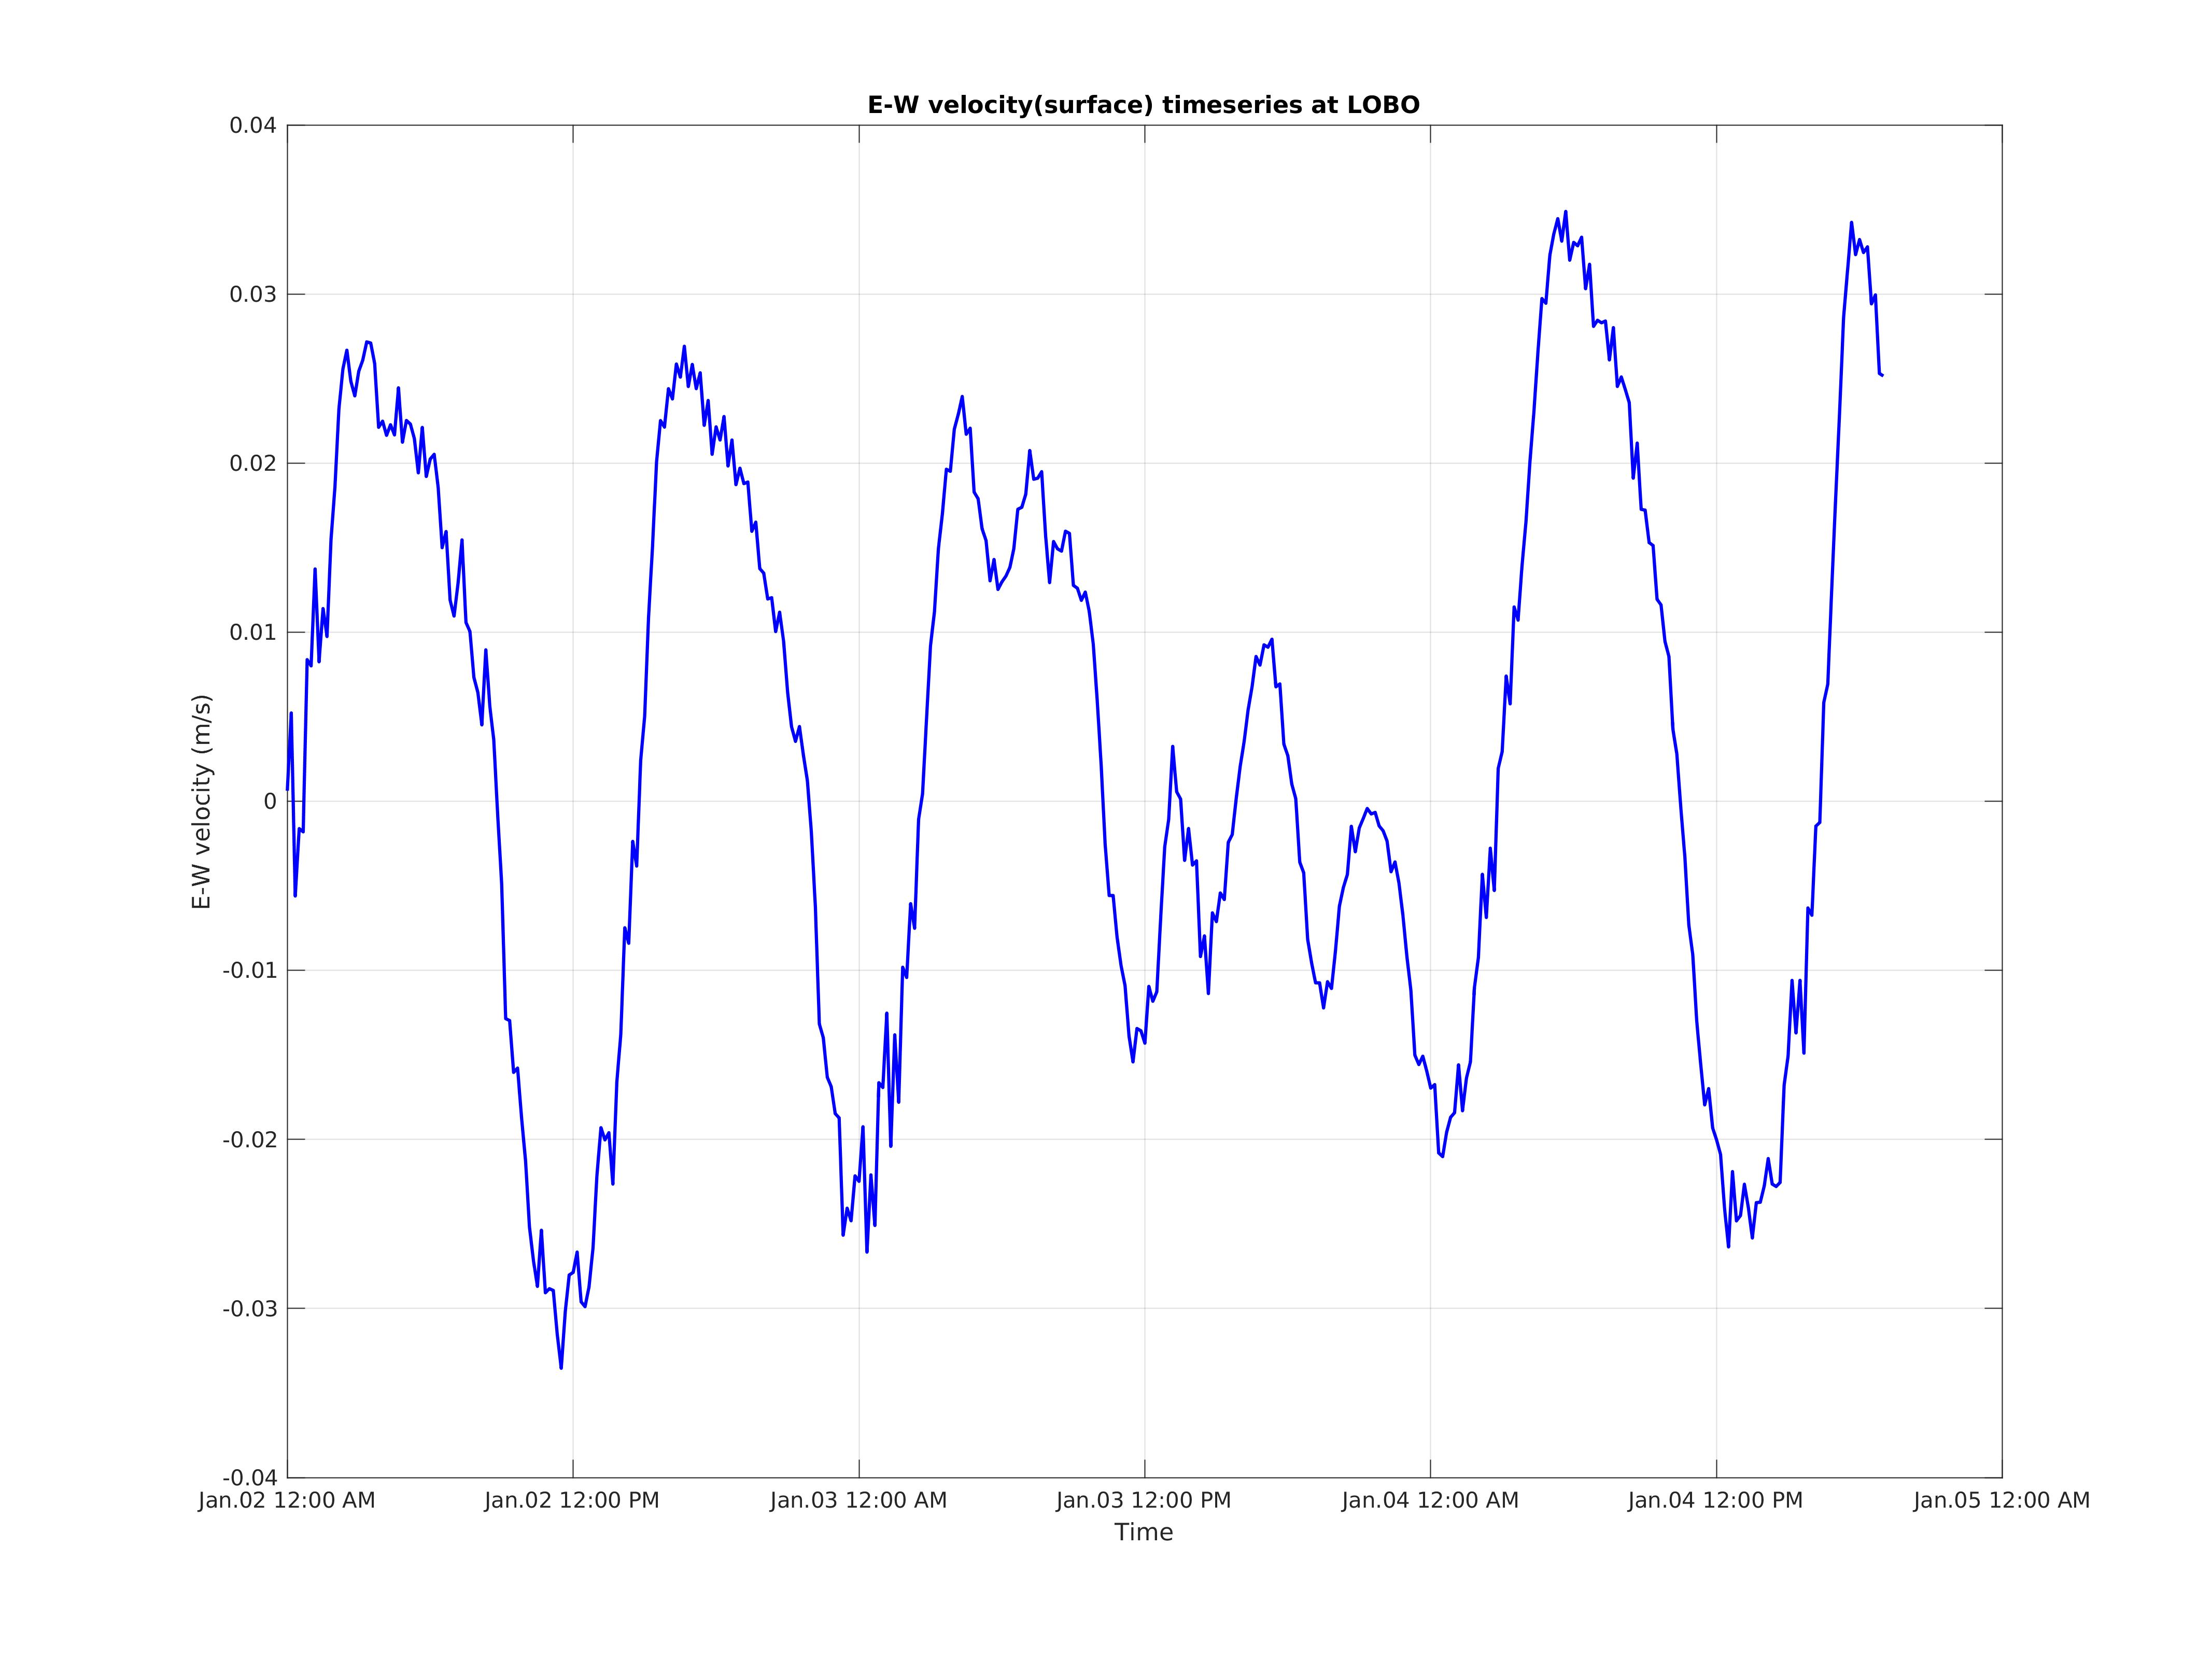 E-W velocity(surface) timeseries at LOBO
0.04
0.03
0.02
0.01
0
-0.01
-0.02
-0.03
-0.04
E-W velocity (m/s)
Jan.02 12:00 AM
Jan.02 12:00 PM
Jan.03 12:00 AM
Jan.03 12:00 PM
Jan.04 12:00 AM
Jan.04 12:00 PM
Jan.05 12:00 AM
Time